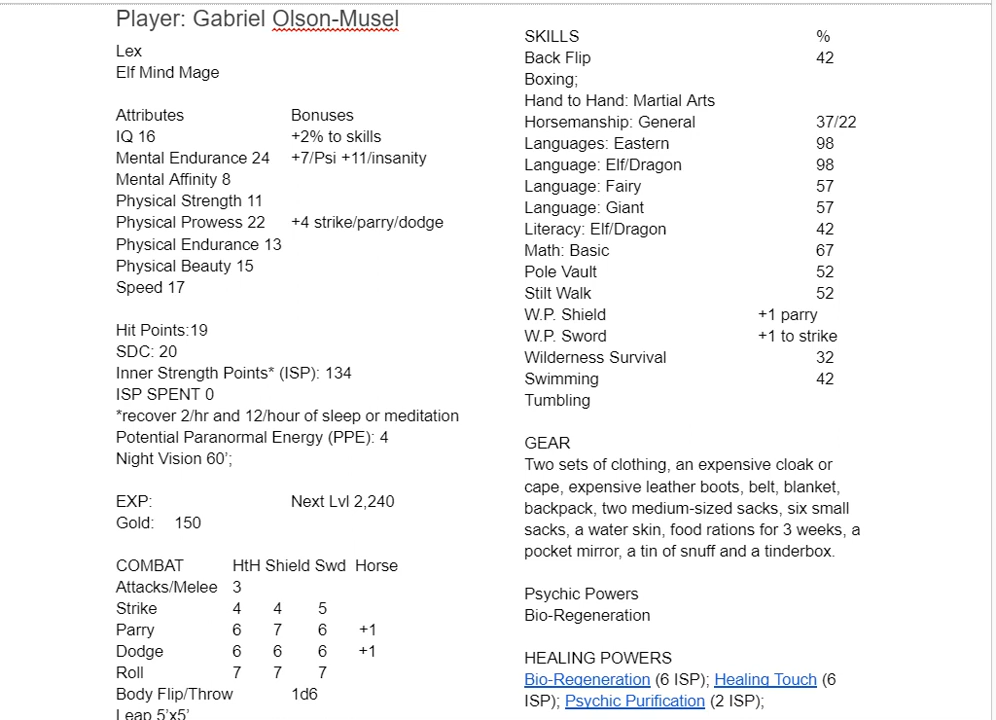 Player: Gabriel Olson-Musel
Lex
Elf Mind Mage
Attributes Bonuses
IQ 16 +2% to skills
Mental Endurance 24 +7/Psi +11/insanity
Mental Affinity 8
Physical Strength 11
Physical Prowess 22 +4 strike/parry/dodge
Physical Endurance 13
Physical Beauty 15
Speed 17
Hit Points:19
SDC: 20
Inner Strength Points* (ISP): 134
ISP SPENT 0
*recover 2/hr and 12/hour of sleep or meditation
Potential Paranormal Energy (PPE): 4
Night Vision 60’;
EXP: Next Lvl 2,240
Gold: 150
COMBAT HtH Shield Swd Horse
Attacks/Melee 3
Strike 4 4 5
Parry 6 7 6 +1
Dodge 6 6 6 +1
Roll 7 7 7
Body Flip/Throw 1d6
Leap 5’x5’
SKILLS %
Back Flip 42
Boxing;
Hand to Hand: Martial Arts
Horsemanship: General 37/22
Languages: Eastern 98
Language: Elf/Dragon 98
Language: Fairy 57
Language: Giant 57
Literacy: Elf/Dragon 42
Math: Basic 67
Pole Vault 52
Stilt Walk 52
W.P. Shield +1 parry
W.P. Sword +1 to strike
Wilderness Survival 32
Swimming 42
Tumbling
GEAR
Two sets of clothing, an expensive cloak or
cape, expensive leather boots, belt, blanket,
backpack, two medium-sized sacks, six small
sacks, a water skin, food rations for 3 weeks, a
pocket mirror, a tin of snuff and a tinderbox.
Psychic Powers
Bio-Regeneration
HEALING POWERS
Bio-Regeneration (6 ISP); Healing Touch (6
ISP); Psychic Purification (2 ISP);